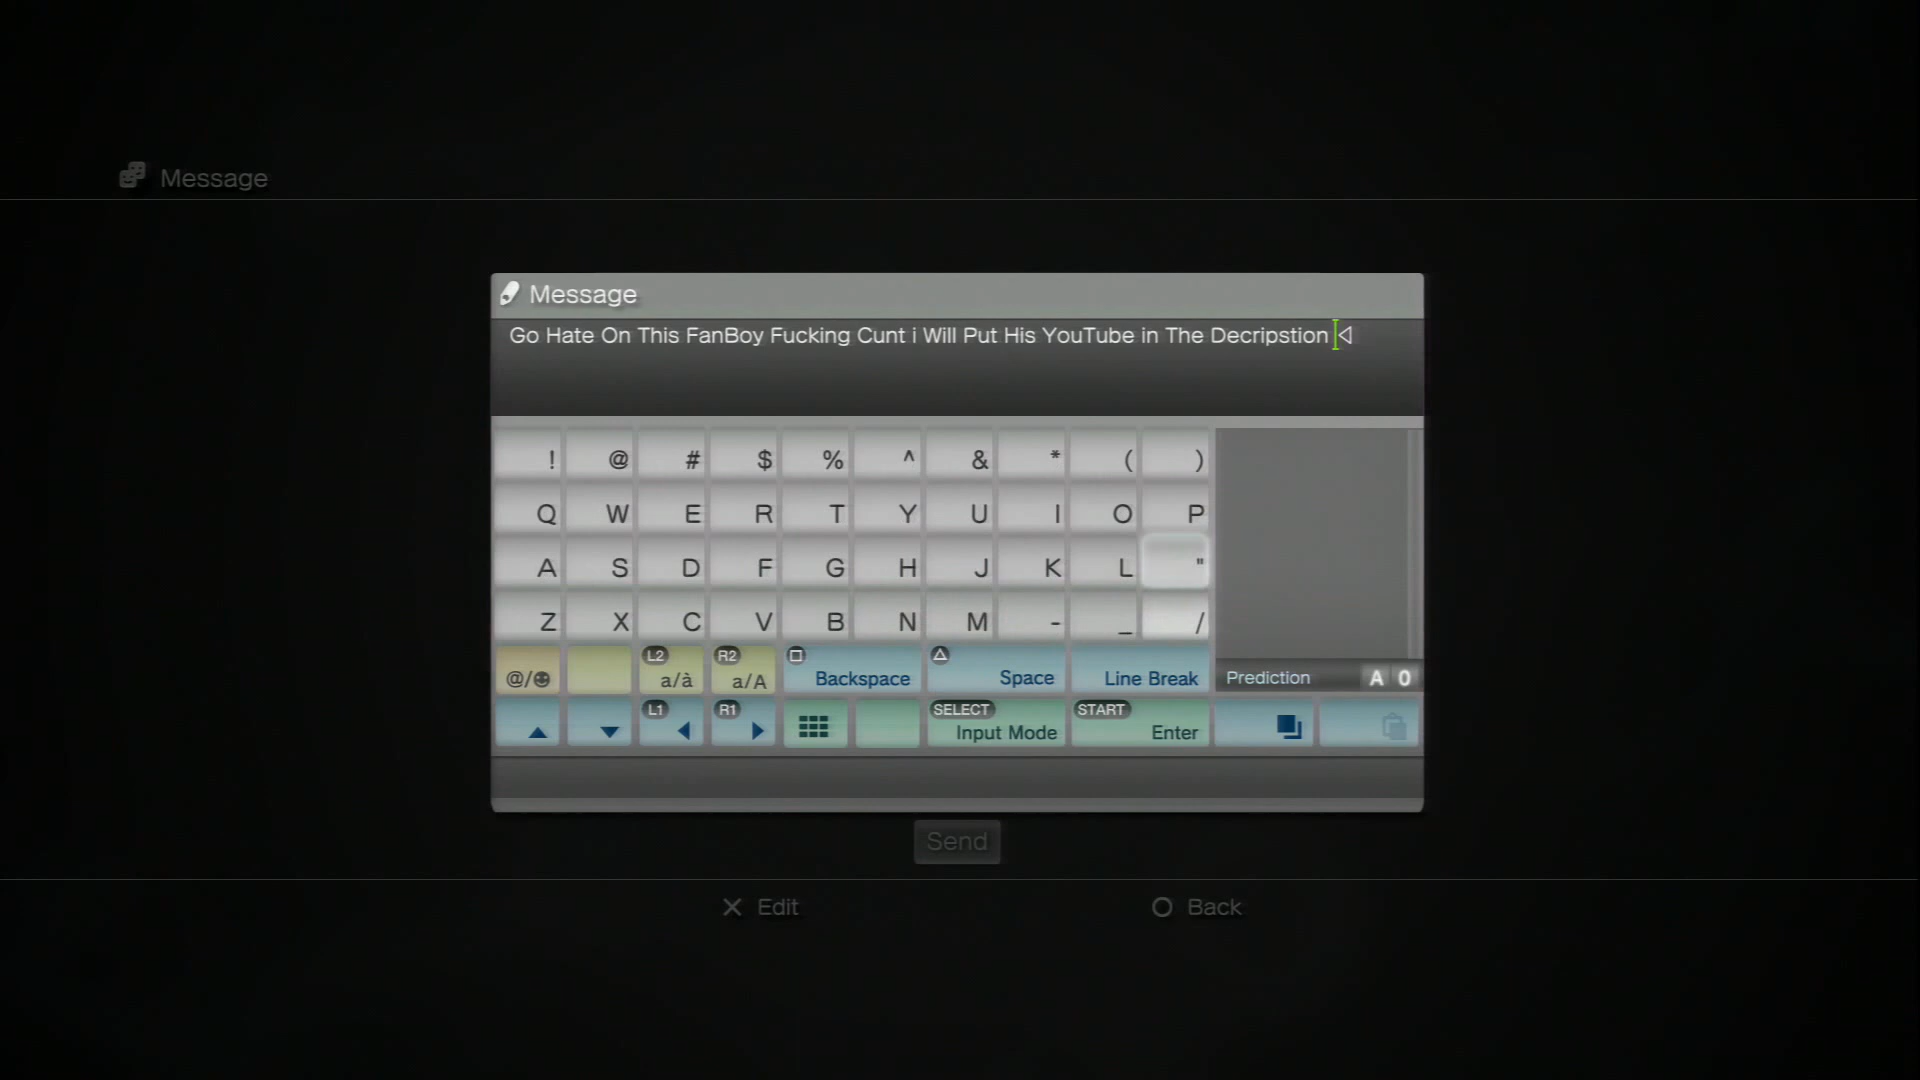 Message
Message
Go Hate On This FanBoy Fucking Cunt i Will Put His YouTube in The Decripstion
! @ # $ % ^ & * ( )
Q W E R T Y U I O P
A S D F G H J K L "
Z X C V B N M - _ /
@/☻ L2 a/à R2 a/A Backspace Space Line Break
Prediction A 0
L1 R1 SELECT Input Mode START Enter
Send
Edit Back